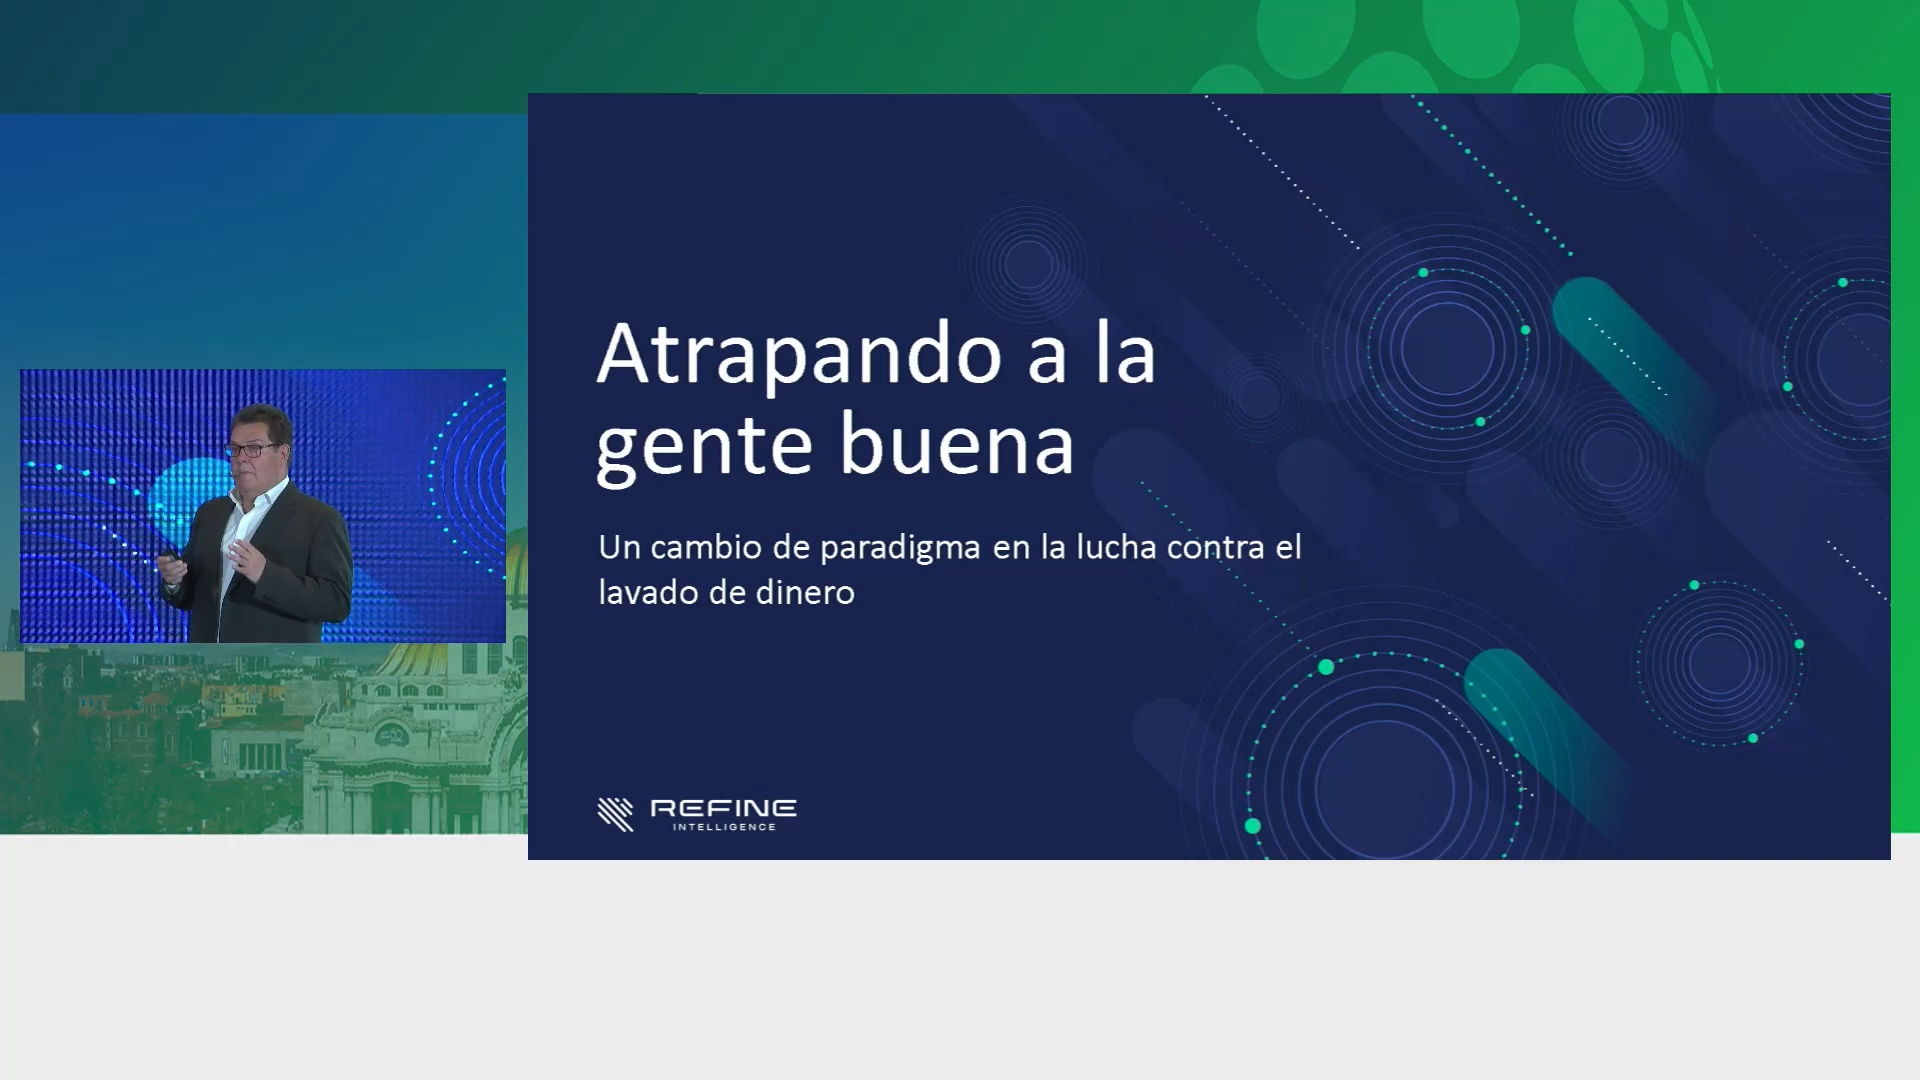 Atrapando a la
gente buena
Un cambio de paradigma en la lucha contra el
lavado de dinero
REFINE
INTELLIGENCE